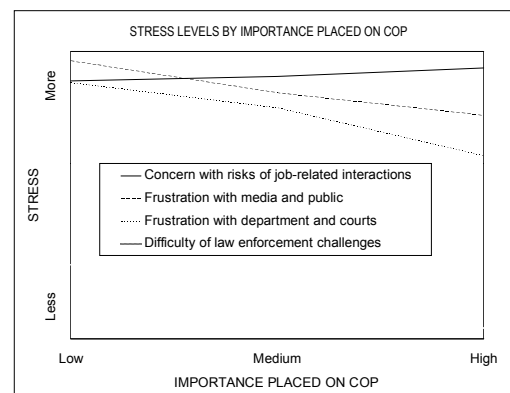 STRESS LEVELS BY IMPORTANCE PLACED ON COP
More
STRESS
Less
Concern with risks of job-related interactions
Frustration with media and public
Frustration with department and courts
Difficulty of law enforcement challenges
Low
Medium
High
IMPORTANCE PLACED ON COP